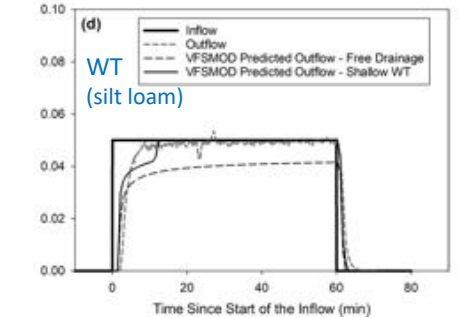 0.10
(d)
Inflow
Outflow
VFSMOD Predicted Outflow - Free Drainage
VFSMOD Predicted Outflow - Shallow WT
WT
(silt loam)
0.08
0.06
0.04
0.02
0.00
0 20 40 60 80
Time Since Start of the Inflow (min)